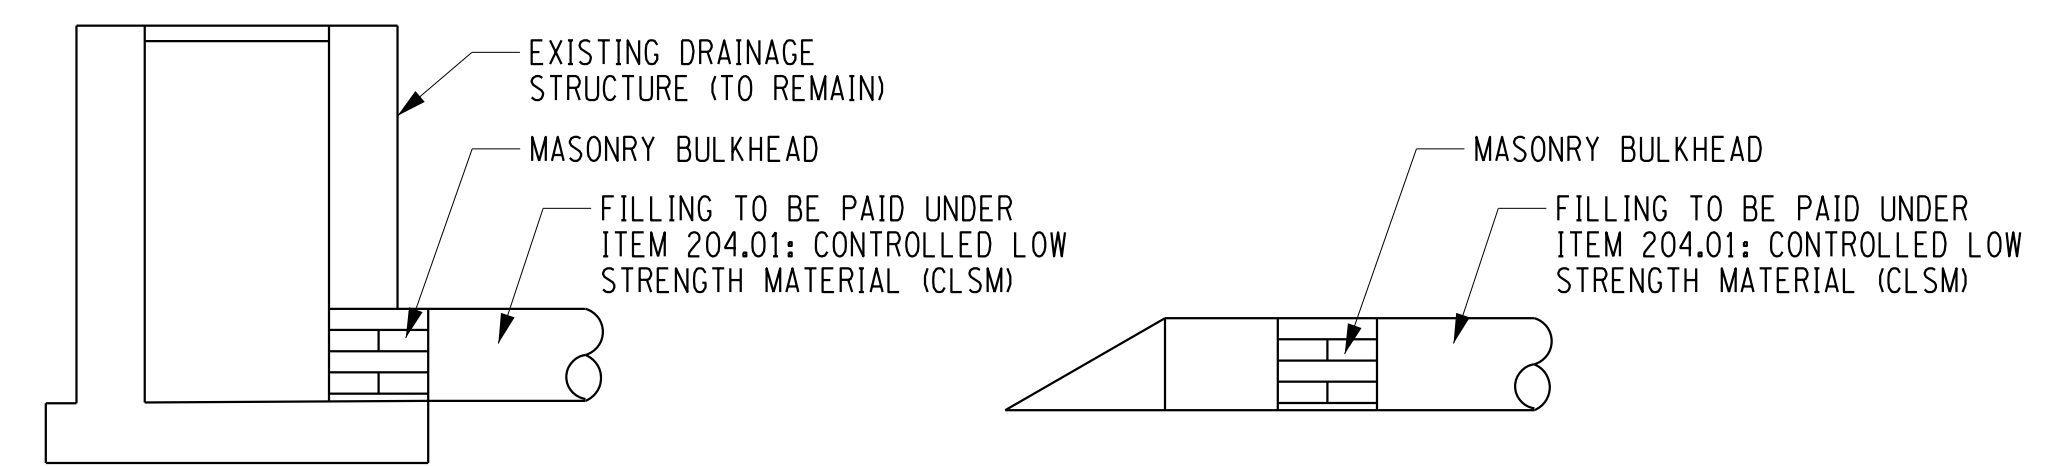 EXISTING DRAINAGE
STRUCTURE (TO REMAIN)
MASONRY BULKHEAD
FILLING TO BE PAID UNDER
ITEM 204.01: CONTROLLED LOW
STRENGTH MATERIAL (CLSM)
MASONRY BULKHEAD
FILLING TO BE PAID UNDER
ITEM 204.01: CONTROLLED LOW
STRENGTH MATERIAL (CLSM)